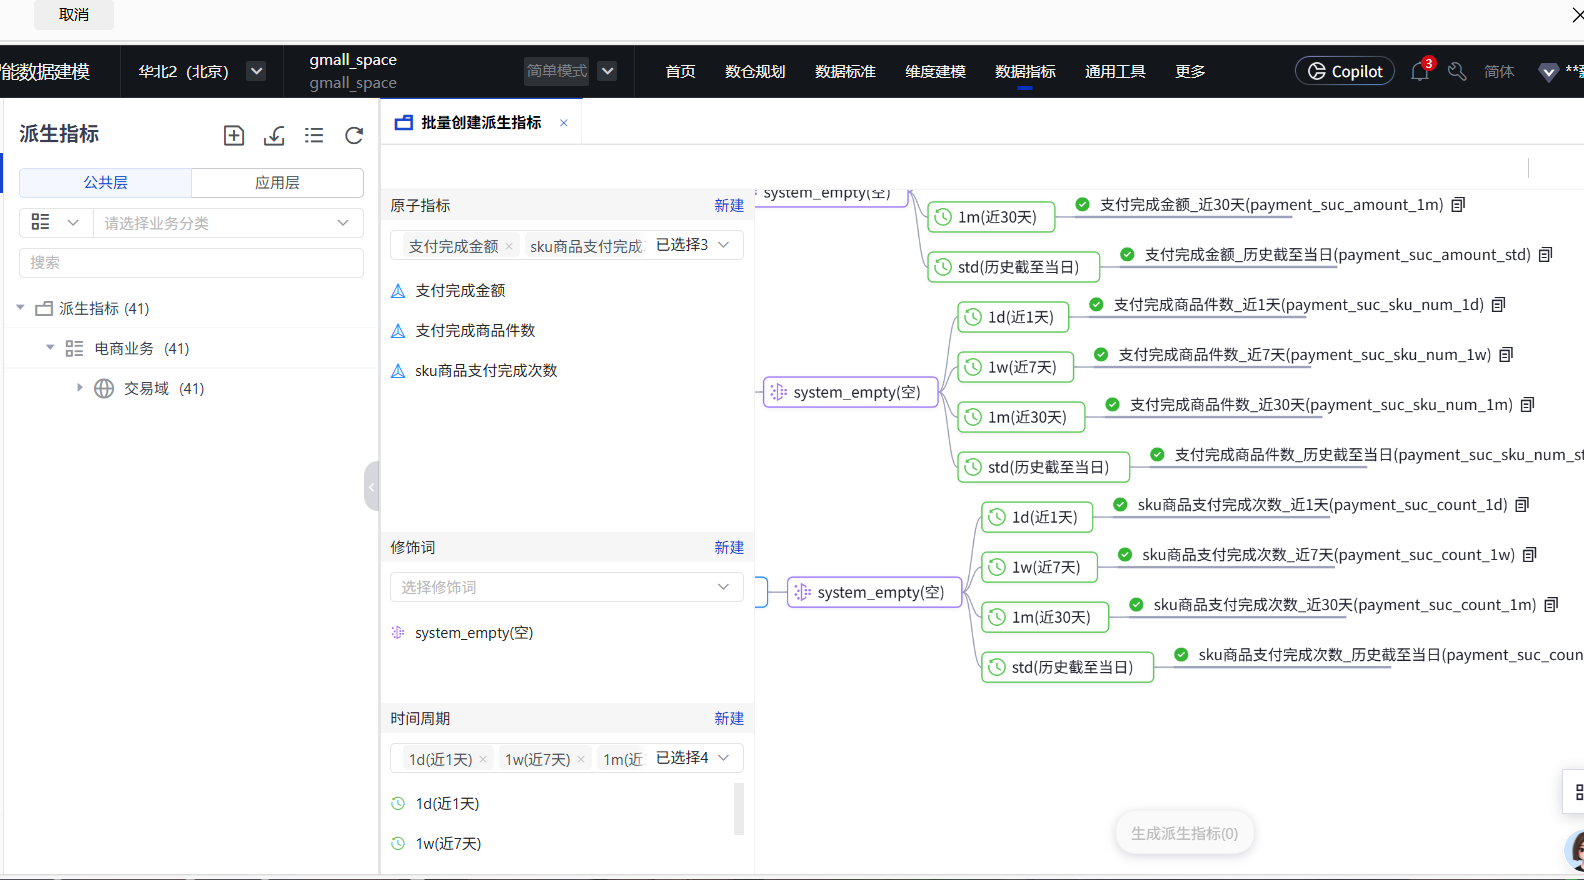 取消
能数据建模
华北2（北京）
gmall_space
gmall_space
简单模式
首页
数仓规划
数据标准
维度建模
数据指标
通用工具
更多
Copilot
3
简体
派生指标
公共层
应用层
请选择业务分类
搜索
派生指标 (41)
电商业务 (41)
交易域 (41)
批量创建派生指标
原子指标
新建
支付完成金额
sku商品支付完成
已选择3
支付完成金额
支付完成商品件数
sku商品支付完成次数
修饰词
新建
选择修饰词
system_empty(空)
时间周期
新建
1d(近1天)
1w(近7天)
1m(近
已选择4
1d(近1天)
1w(近7天)
system_empty(空)
1m(近30天)
支付完成金额_近30天(payment_suc_amount_1m)
std(历史截至当日)
支付完成金额_历史截至当日(payment_suc_amount_std)
system_empty(空)
1d(近1天)
支付完成商品件数_近1天(payment_suc_sku_num_1d)
1w(近7天)
支付完成商品件数_近7天(payment_suc_sku_num_1w)
1m(近30天)
支付完成商品件数_近30天(payment_suc_sku_num_1m)
std(历史截至当日)
支付完成商品件数_历史截至当日(payment_suc_sku_num_st
system_empty(空)
1d(近1天)
sku商品支付完成次数_近1天(payment_suc_count_1d)
1w(近7天)
sku商品支付完成次数_近7天(payment_suc_count_1w)
1m(近30天)
sku商品支付完成次数_近30天(payment_suc_count_1m)
std(历史截至当日)
sku商品支付完成次数_历史截至当日(payment_suc_coun
生成派生指标(0)